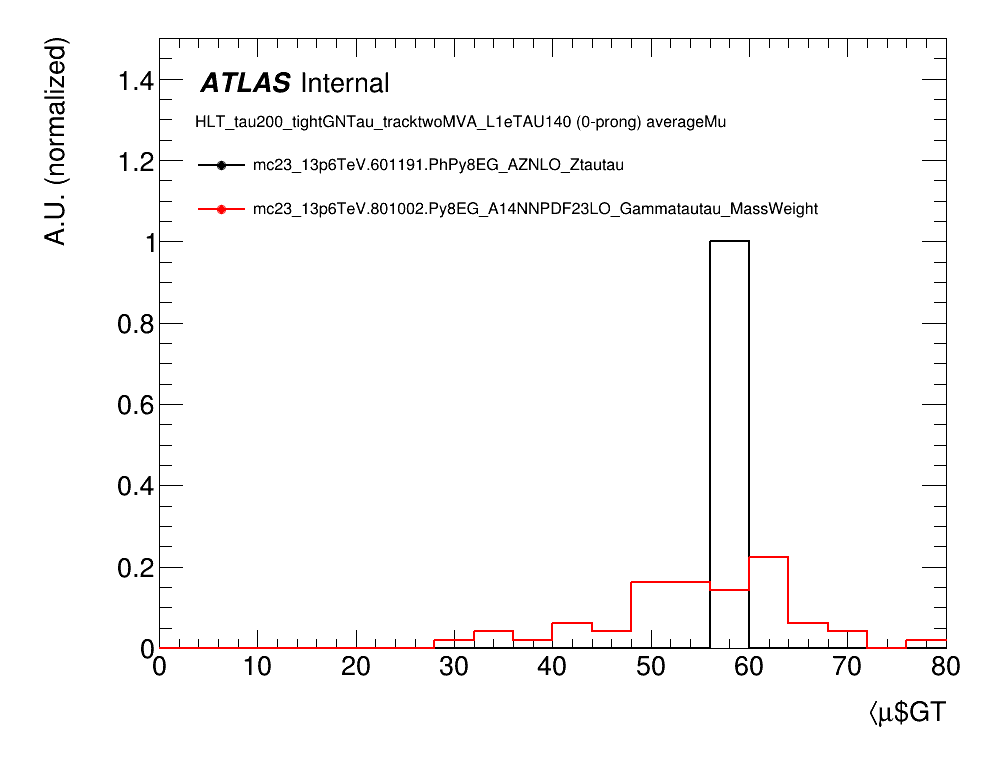 A.U. (normalized)
ATLAS Internal
HLT_tau200_tightGNTau_tracktwoMVA_L1eTAU140 (0-prong) averageMu
mc23_13p6TeV.601191.PhPy8EG_AZNLO_Ztautau
mc23_13p6TeV.801002.Py8EG_A14NNPDF23LO_Gammatautau_MassWeight
1.4
1.2
1
0.8
0.6
0.4
0.2
0
0 10 20 30 40 50 60 70 80
⟨μ$GT